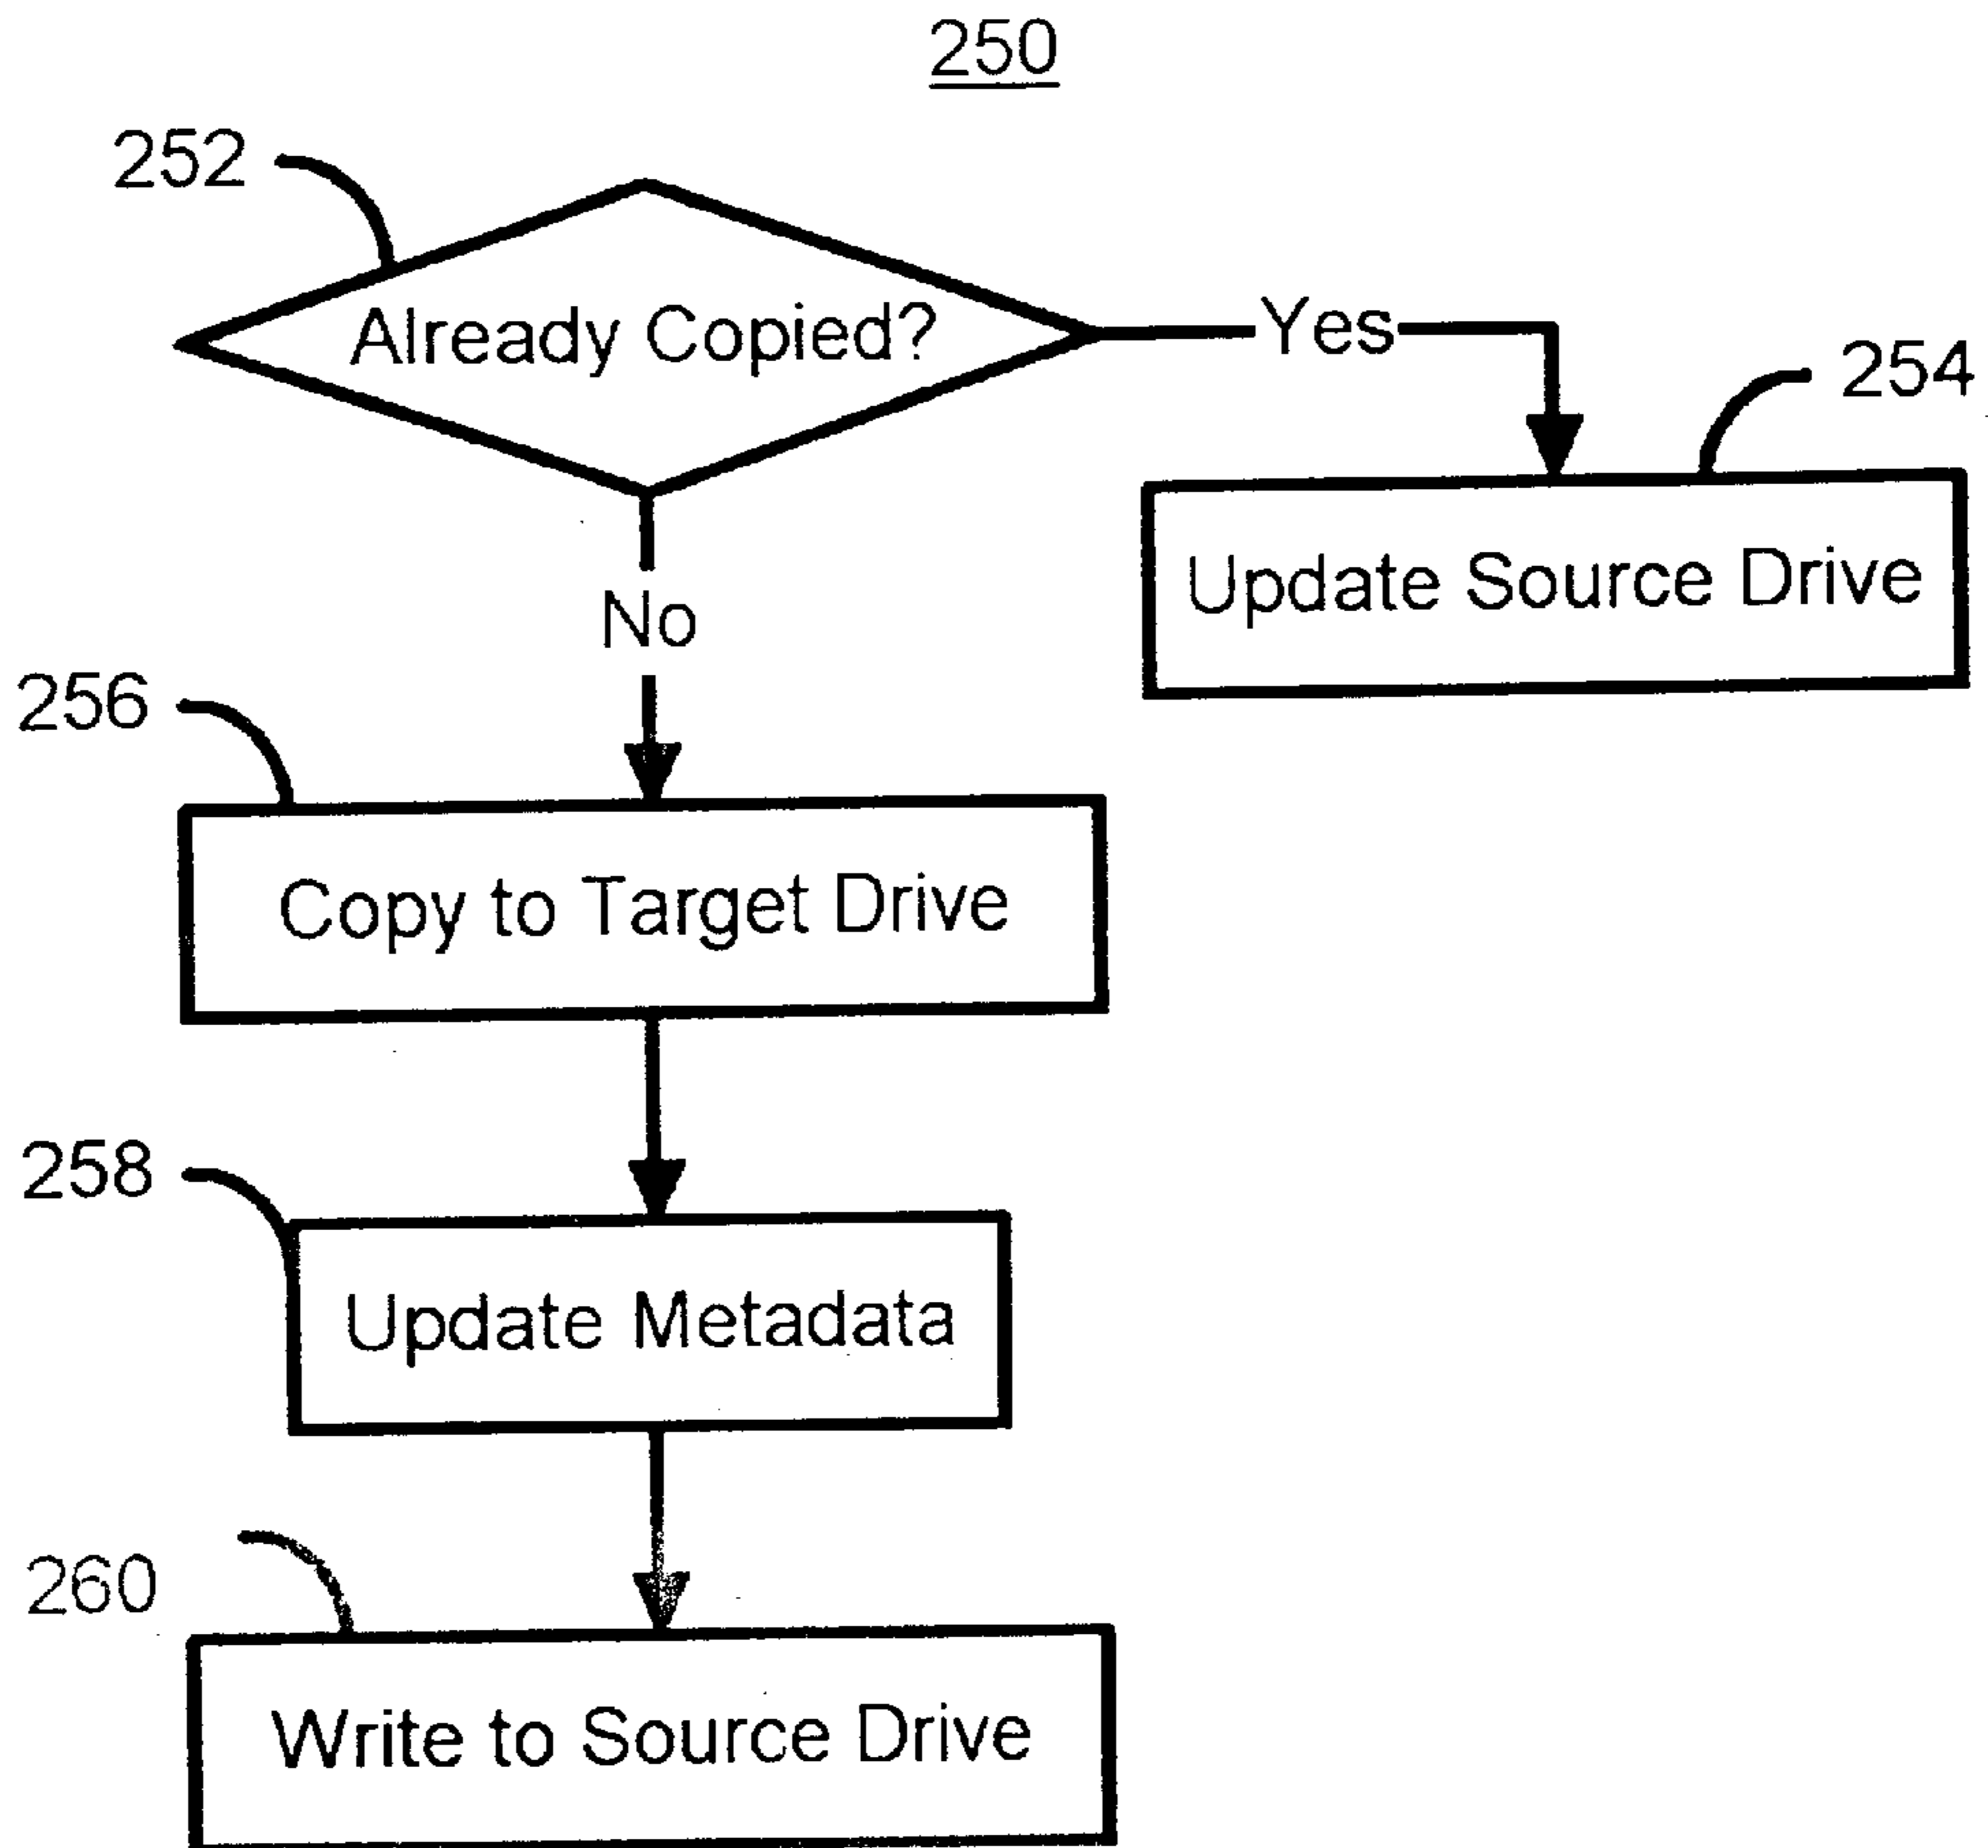 250
252
Already Copied?
Yes
254
Update Source Drive
No
256
Copy to Target Drive
258
Update Metadata
260
Write to Source Drive